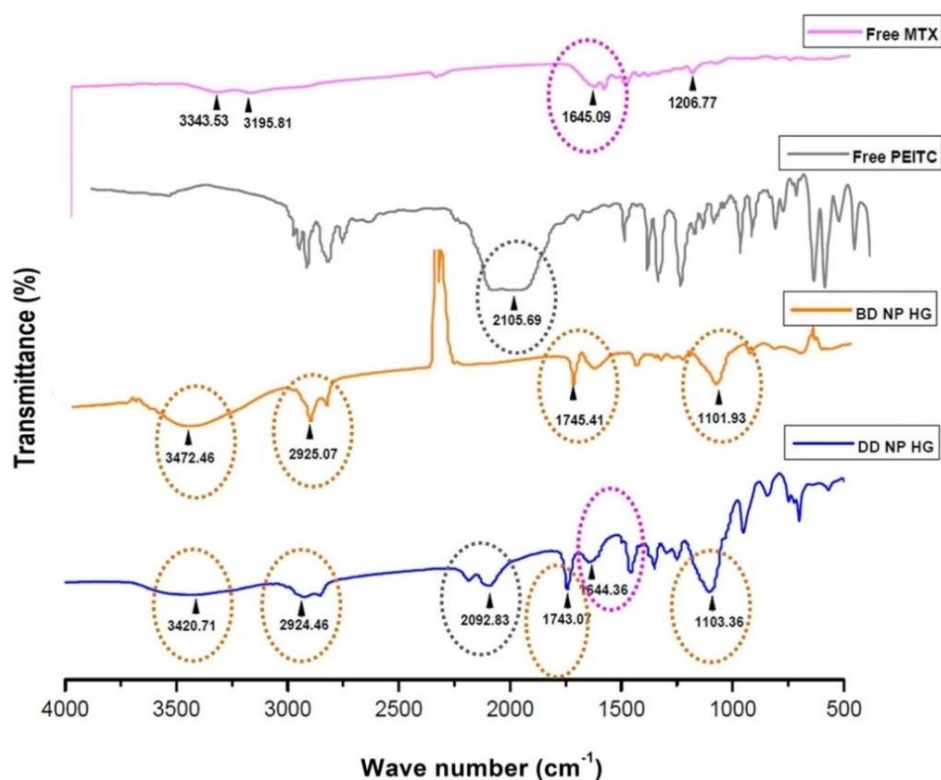 Free MTX
3343.53
3195.81
1645.09
1206.77
Free PEITC
2105.69
BD NP HG
3472.46
2925.07
1745.41
1101.93
DD NP HG
3420.71
2924.46
2092.83
1743.07
1644.36
1103.36
Transmittance (%)
4000 3000 2500 2000 1500 1000 500
Wave number (cm⁻¹)